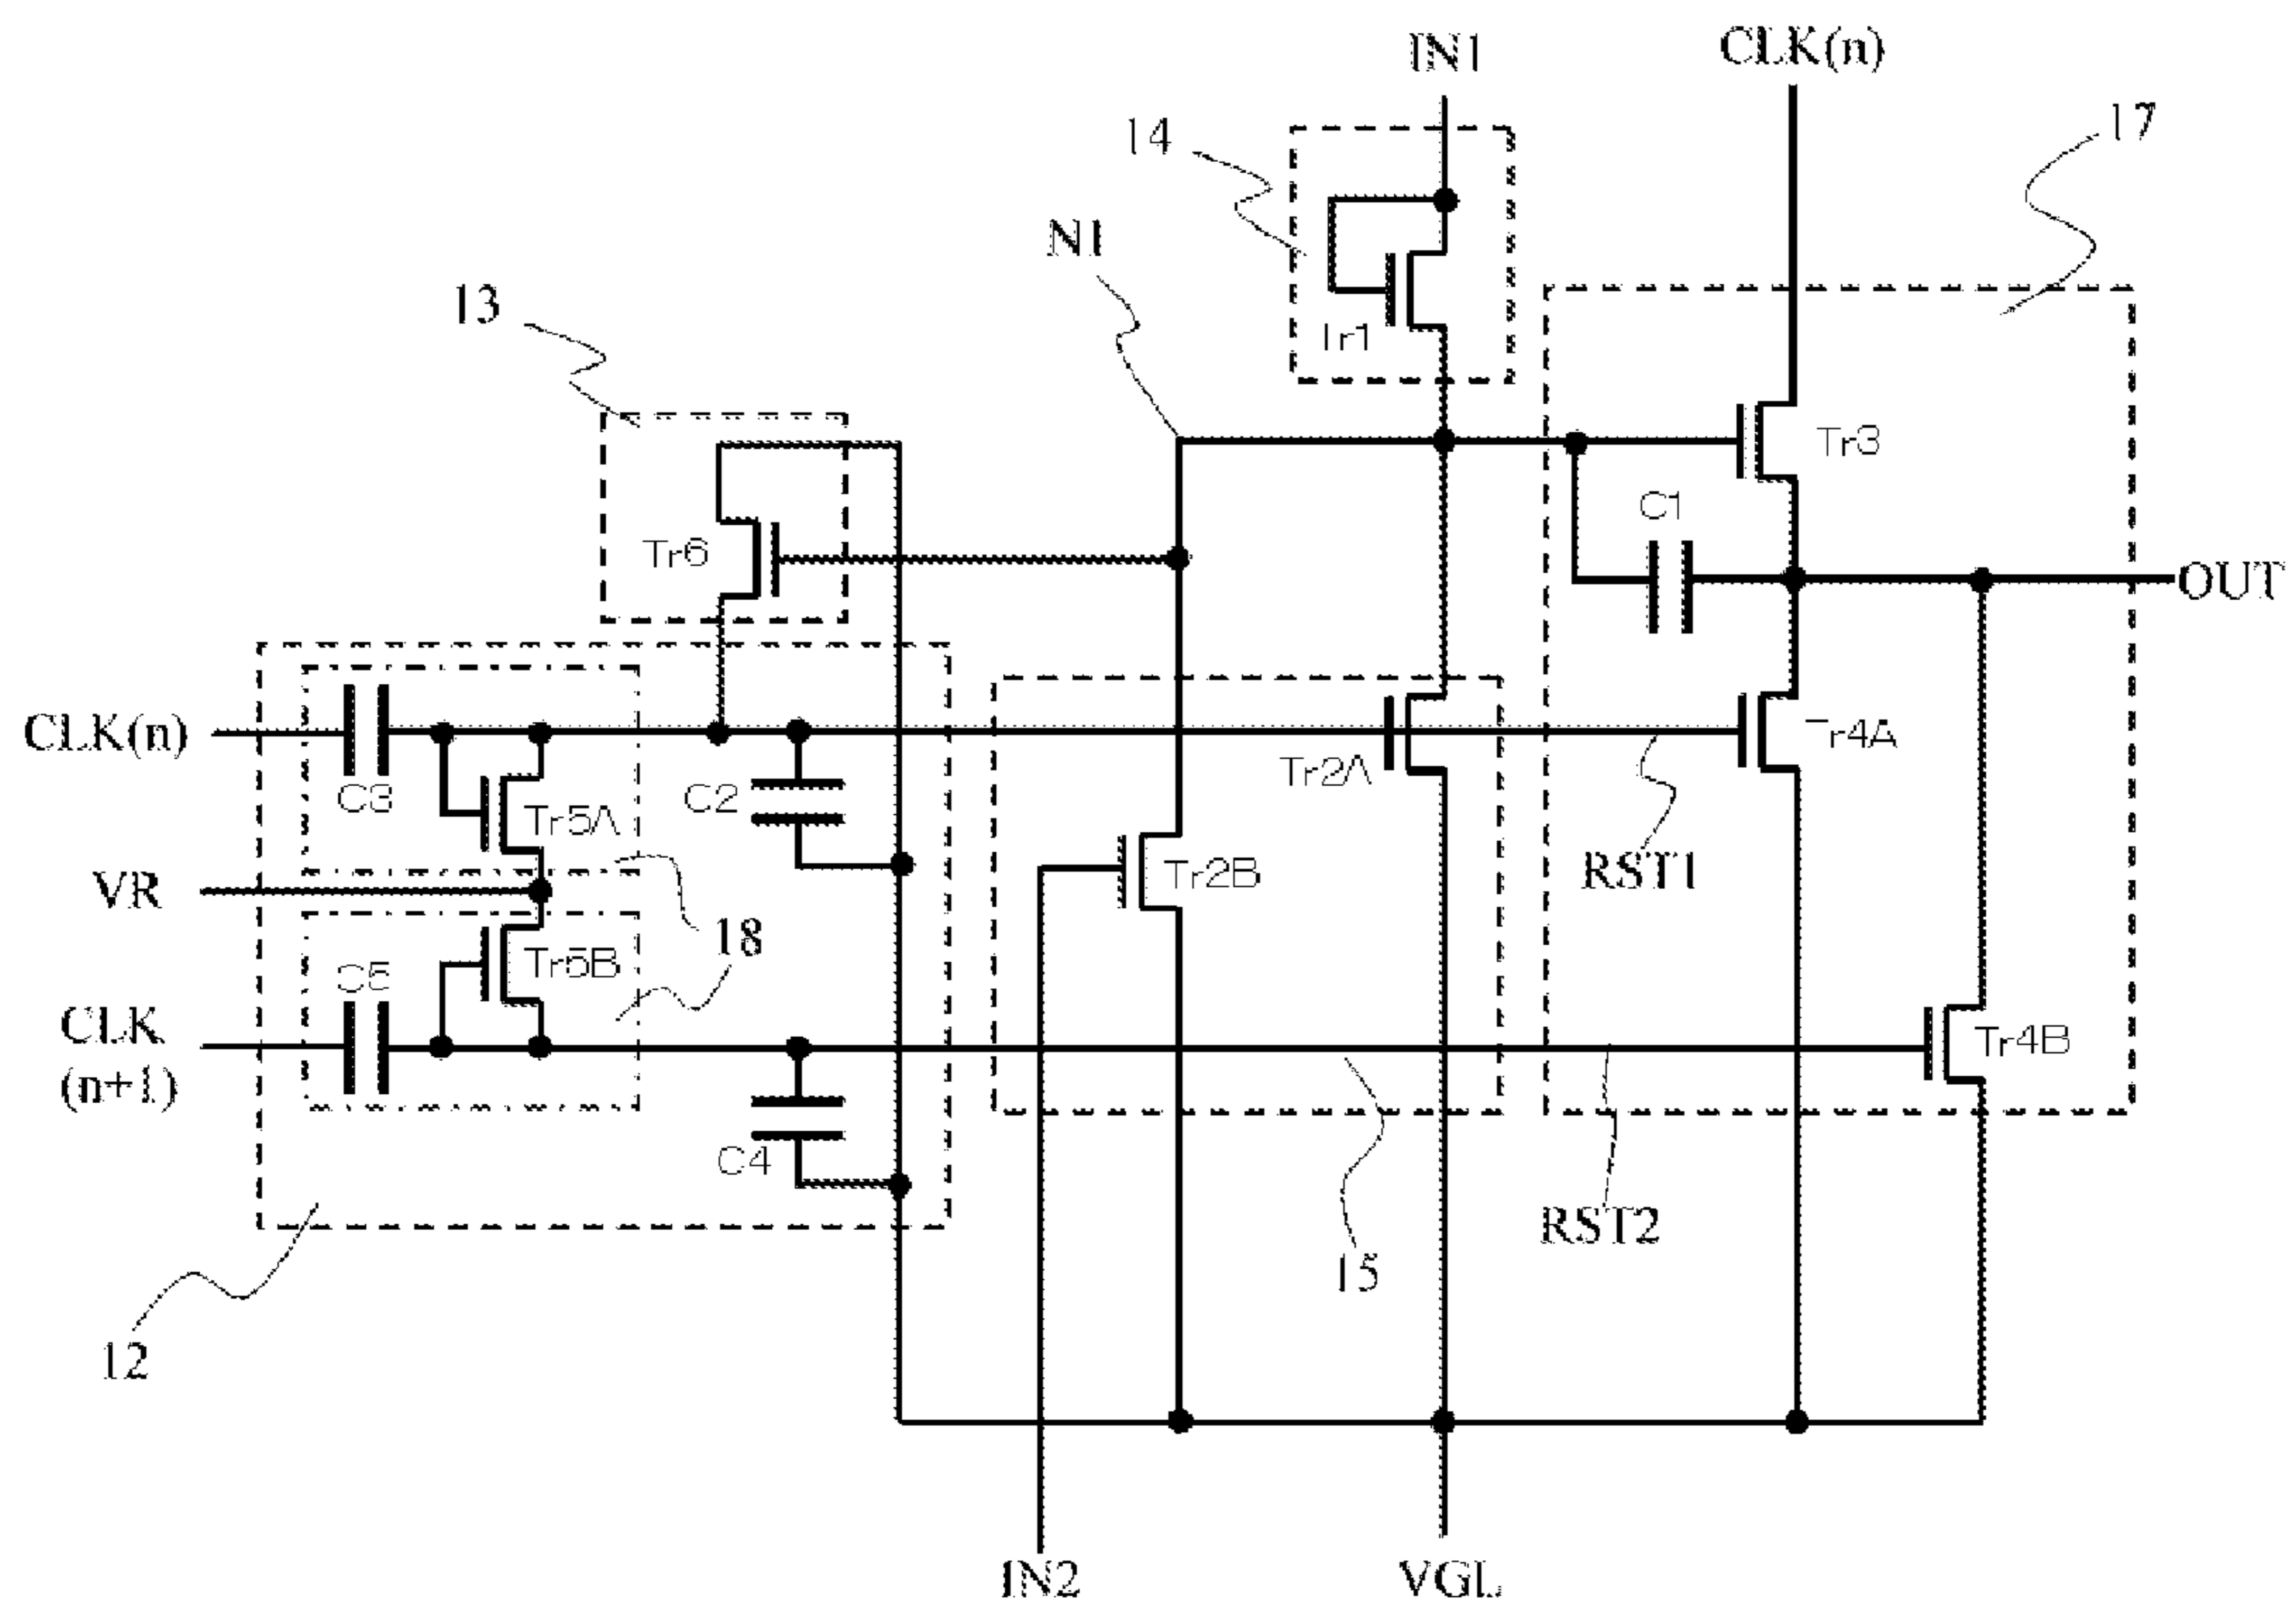 IN1
CLK(n)
14
17
N1
13
Tr1
Tr3
C1
Tr6
OUT
CLK(n)
C3
Tr5A
C2
Tr2A
Tr4A
RST1
VR
Tr2B
18
C5
Tr5B
CLK
(n+1)
Tr4B
C4
RST2
15
12
IN2
VGL